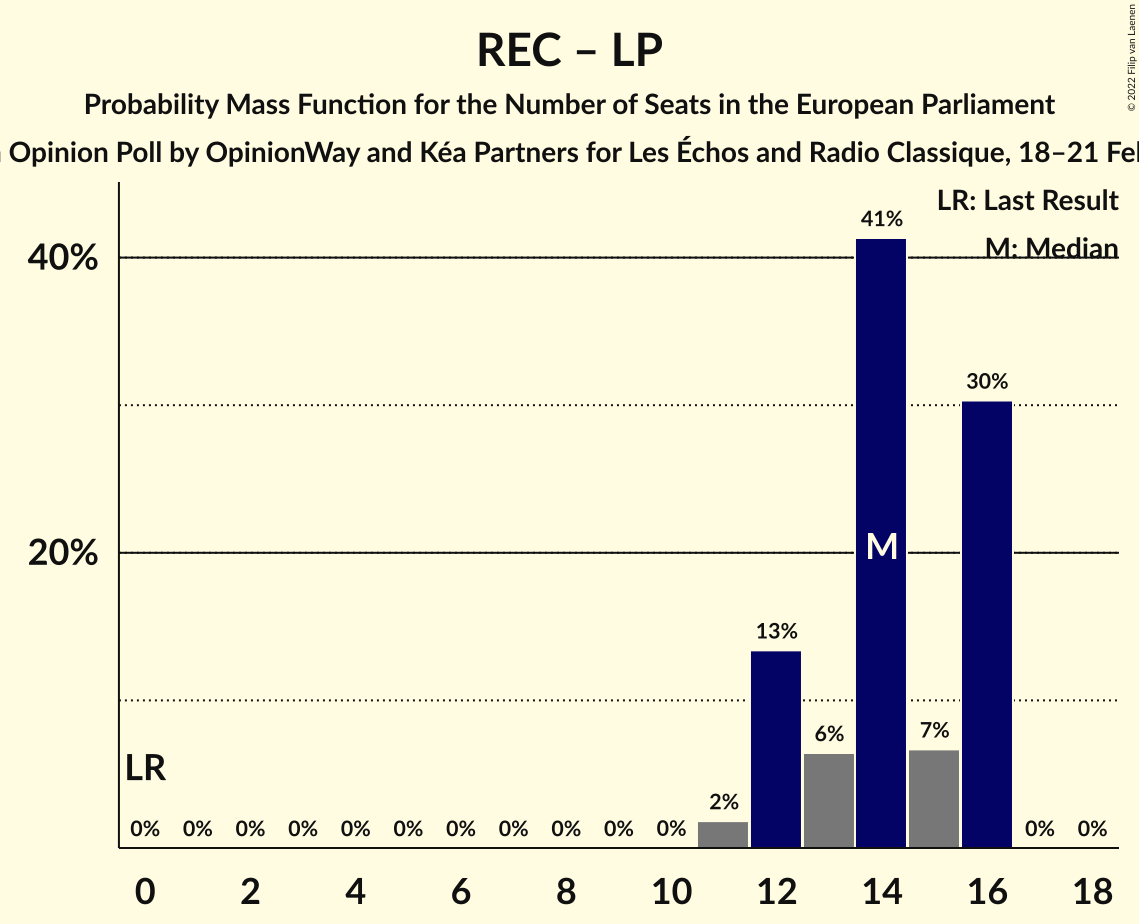 REC – LP
Probability Mass Function for the Number of Seats in the European Parliament
Opinion Poll by OpinionWay and Kéa Partners for Les Échos and Radio Classique, 18–21
© 2022 Filip van Laenen
LR: Last Result
M: Median
41%
40%
30%
M
20%
13%
7%
6%
LR
2%
0% 0% 0% 0% 0% 0% 0% 0% 0% 0% 0% 0% 0%
0 2 4 6 8 10 12 14 16 18